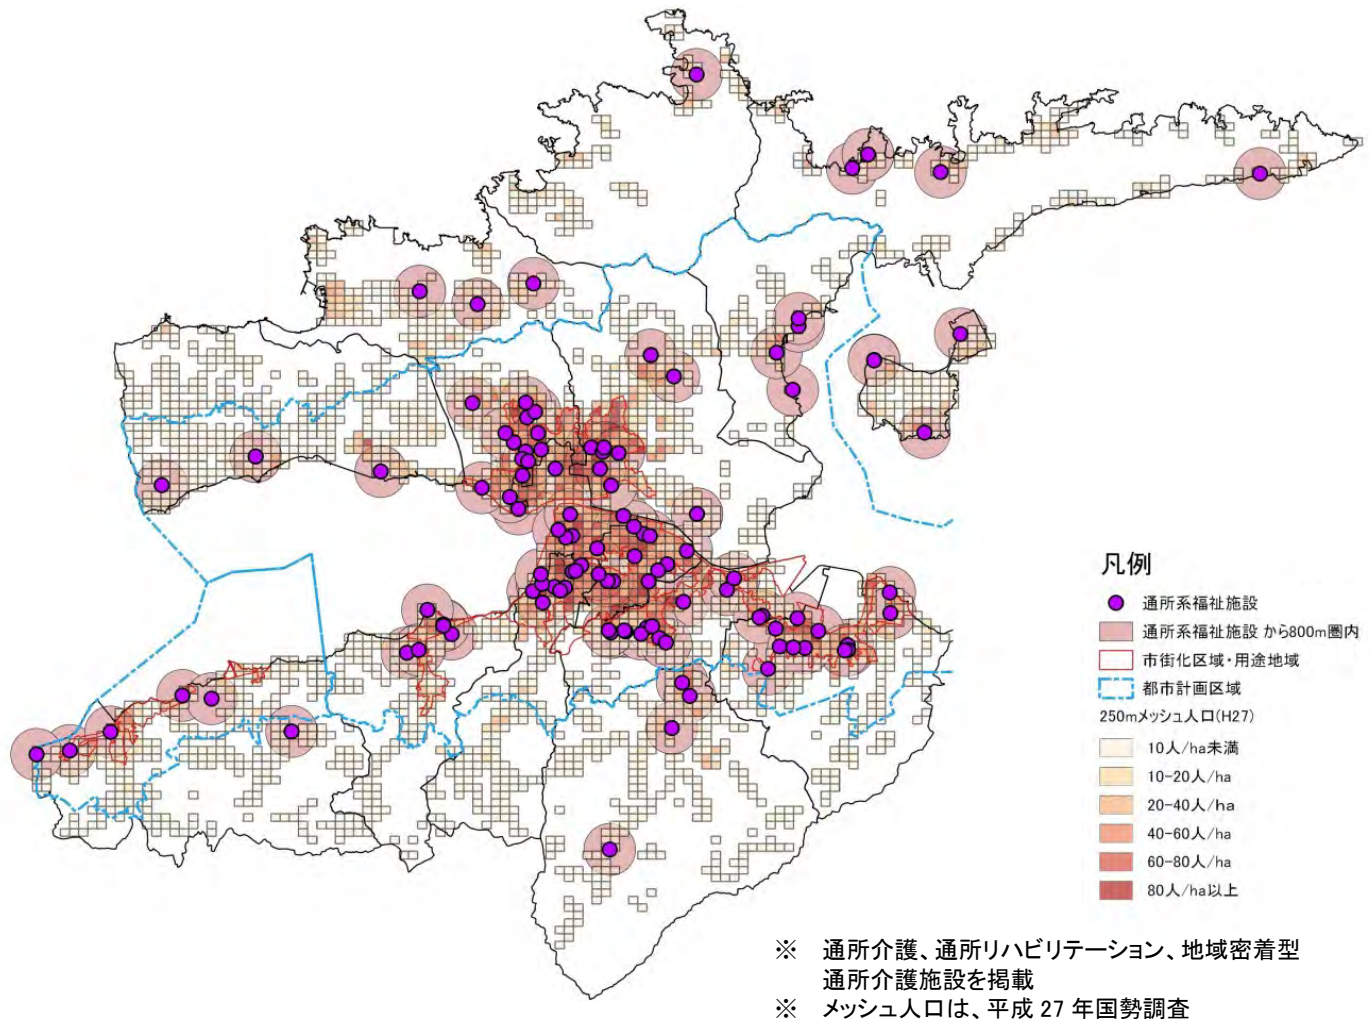 凡例
通所系福祉施設
通所系福祉施設 から800m圏内
市街化区域・用途地域
都市計画区域
250mメッシュ人口(H27)
10人/ha未満
10-20人/ha
20-40人/ha
40-60人/ha
60-80人/ha
80人/ha以上
※ 通所介護、通所リハビリテーション、地域密着型
通所介護施設を掲載
※ メッシュ人口は、平成 27 年国勢調査